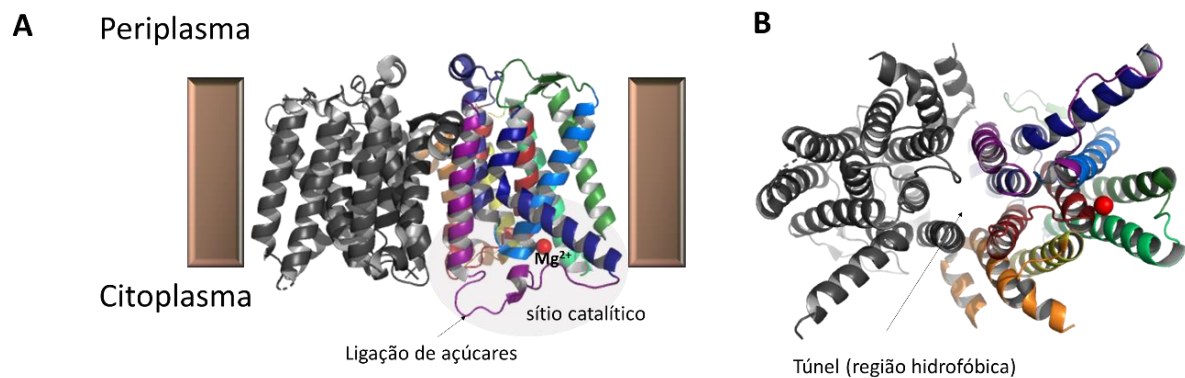 A
Periplasma
Citoplasma
Mg²⁺
sítio catalítico
Ligação de açúcares
B
Túnel (região hidrofóbica)